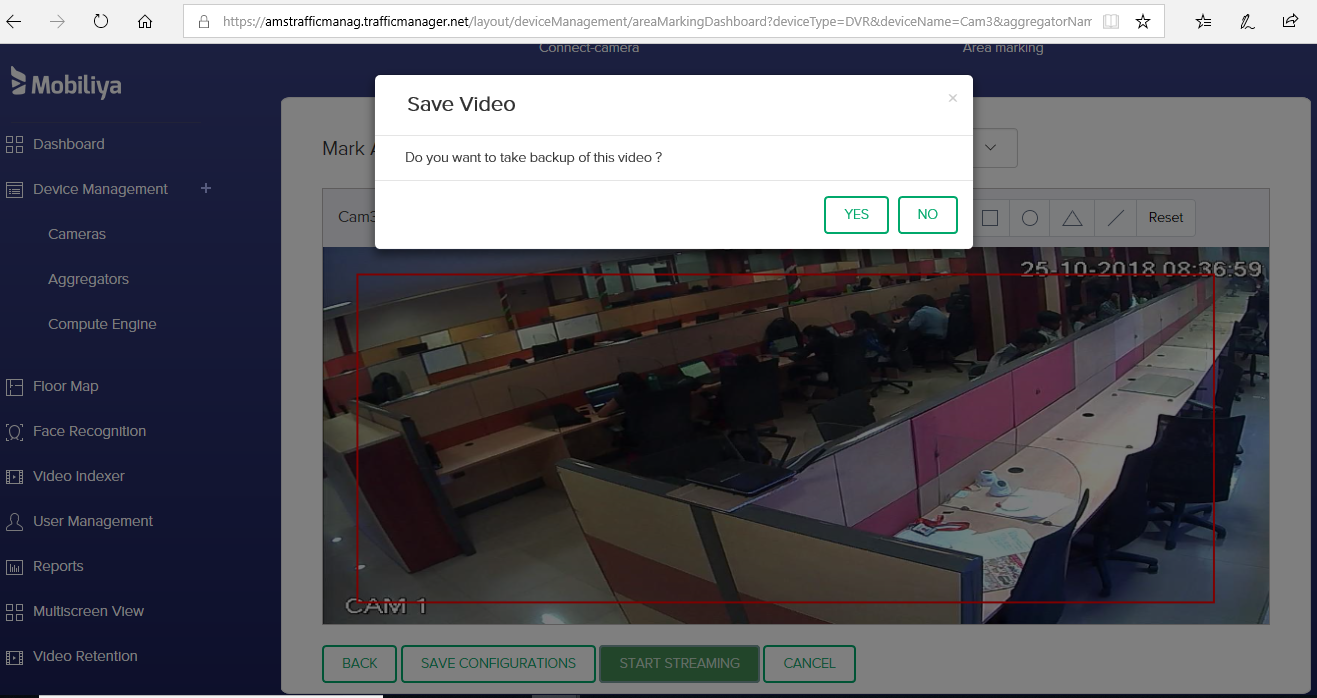 https://amstrafficmanag.trafficmanager.net/layout/deviceManagement/areaMarkingDashboard?deviceType=DVR&deviceName=Cam3&aggregatorNam
Connect-camera
Area marking
Mobiliya
Save Video
×
Dashboard
Mark
Do you want to take backup of this video ?
Device Management +
Cam3
YES
NO
Reset
Cameras
25-10-2018 08:36:59
Aggregators
Compute Engine
Floor Map
Face Recognition
Video Indexer
User Management
Reports
CAM 1
Multiscreen View
Video Retention
BACK
SAVE CONFIGURATIONS
START STREAMING
CANCEL